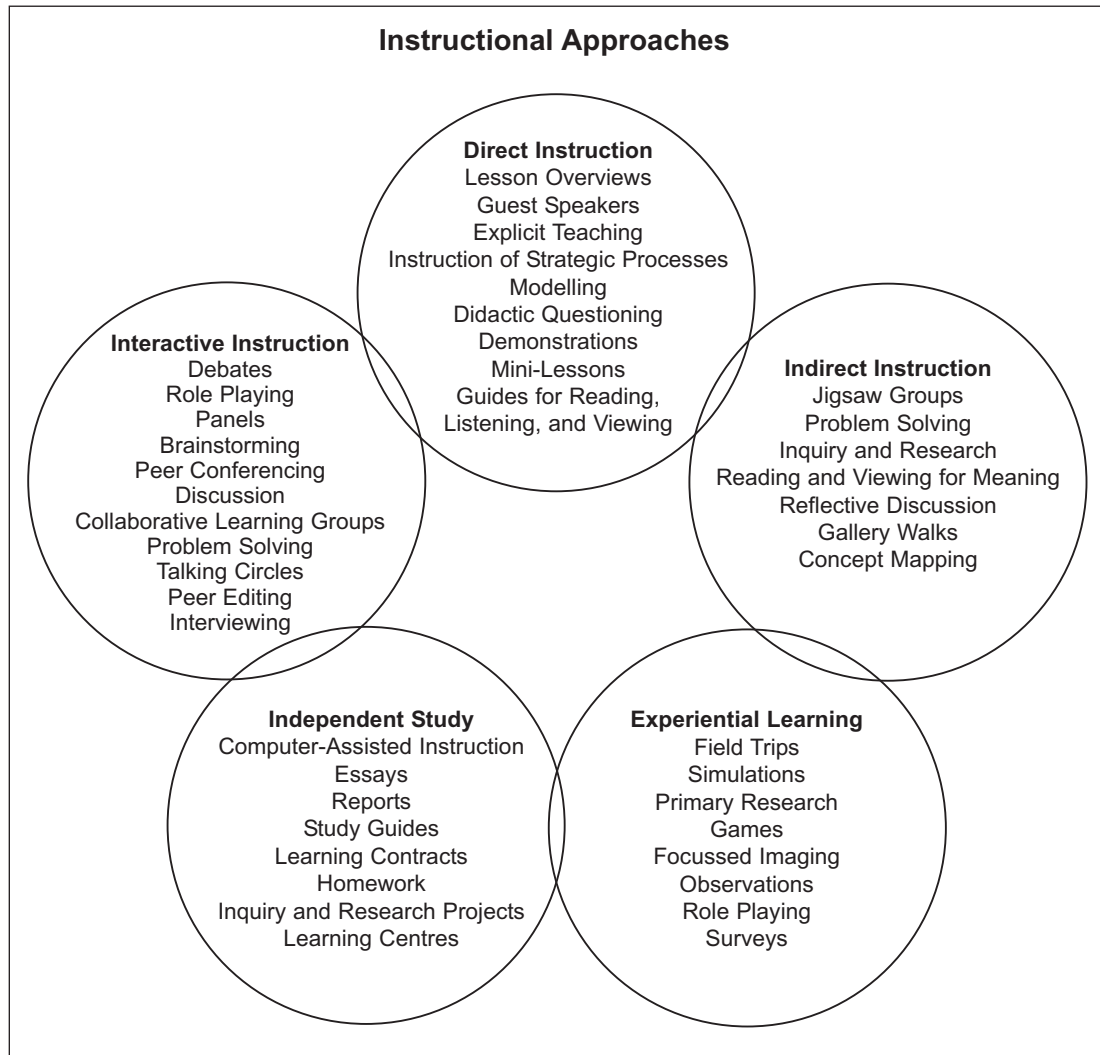 Instructional Approaches
Direct Instruction
Lesson Overviews
Guest Speakers
Explicit Teaching
Instruction of Strategic Processes
Modelling
Didactic Questioning
Demonstrations
Mini-Lessons
Guides for Reading,
Listening, and Viewing
Interactive Instruction
Debates
Role Playing
Panels
Brainstorming
Peer Conferencing
Discussion
Collaborative Learning Groups
Problem Solving
Talking Circles
Peer Editing
Interviewing
Indirect Instruction
Jigsaw Groups
Problem Solving
Inquiry and Research
Reading and Viewing for Meaning
Reflective Discussion
Gallery Walks
Concept Mapping
Independent Study
Computer-Assisted Instruction
Essays
Reports
Study Guides
Learning Contracts
Homework
Inquiry and Research Projects
Learning Centres
Experiential Learning
Field Trips
Simulations
Primary Research
Games
Focussed Imaging
Observations
Role Playing
Surveys